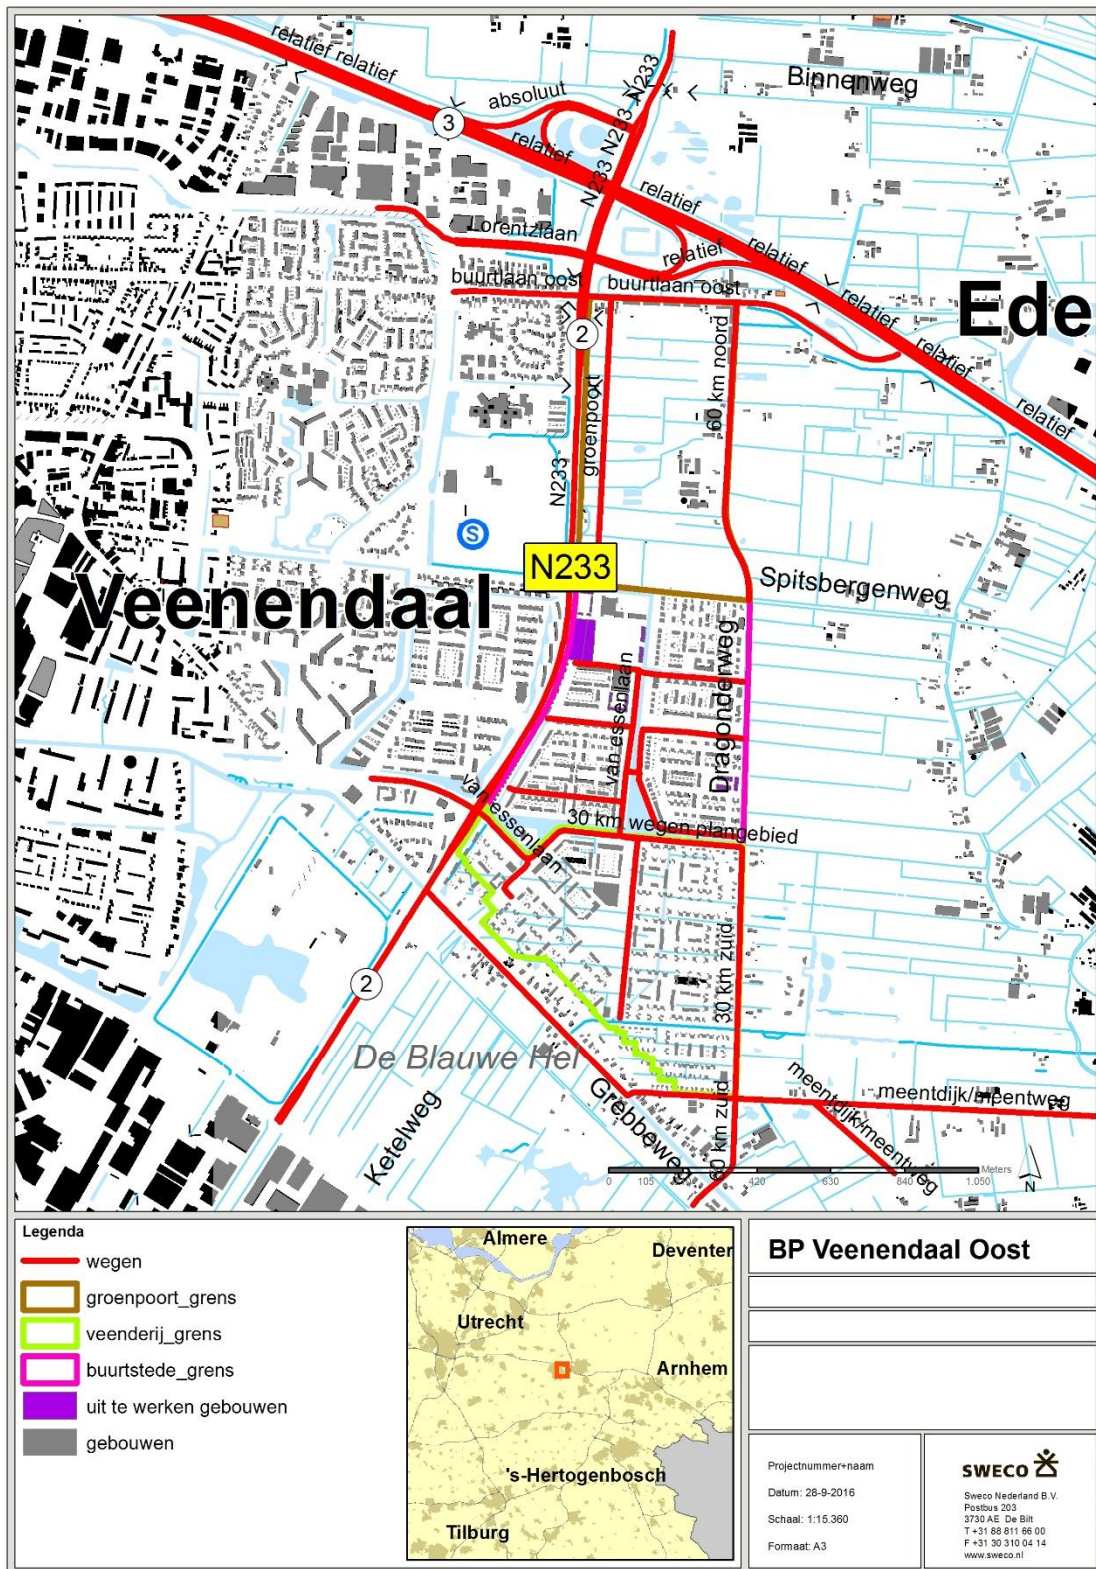 relatief relatief
N233
Binnenweg
absoluut
3
relatief
N233
N233
relatief
Lorentzlaan
relatief
relatief
buurtlaan oost
buurtlaan oost
relatief
Ede
2
60 km noord
relatief
groenpoort
relatief
N233
S
N233
Spitsbergenweg
Veenendaal
van essenlaan
Dragonderweg
van essenlaan
30 km wegen plangebied
30 km zuid
2
De Blauwe Hel
meentdijk/meentweg
meentdijk/meentweg
Grebbeweg
Ketelweg
60 km zuid
Meters
0 105 210 420 630 840 1.050
N
Legenda
wegen
groenpoort_grens
veenderij_grens
buurtstede_grens
uit te werken gebouwen
gebouwen
Almere
Deventer
Utrecht
Arnhem
's-Hertogenbosch
Tilburg
BP Veenendaal Oost
Projectnummer+naam
Datum: 28-9-2016
Schaal: 1:15.360
Formaat: A3
SWECO
Sweco Nederland B.V.
Postbus 203
3730 AE De Bilt
T +31 88 811 66 00
F +31 30 310 04 14
www.sweco.nl